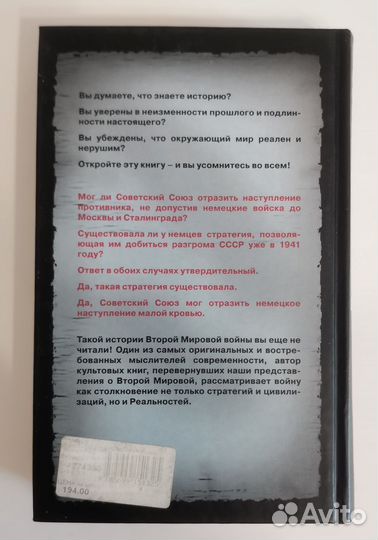 Вы думаете, что знаете историю?
Вы уверены в неизменности прошлого и подлин-
ности настоящего?
Вы убеждены, что окружающий мир реален и
нерушим?
Откройте эту книгу – и вы усомнитесь во всем!
Мог ли Советский Союз отразить наступление
противника, не допустив немецкие войска до
Москвы и Сталинграда?
Существовала ли у немцев стратегия, позволя-
ющая им добиться разгрома СССР уже в 1941
году?
Ответ в обоих случаях утвердительный.
Да, такая стратегия существовала.
Да, Советский Союз мог отразить немецкое
наступление малой кровью.
Такой истории Второй Мировой войны вы еще не
читали! Один из самых оригинальных и востре-
бованных мыслителей современности, автор
культовых книг, перевернувших наши представ-
ления о Второй Мировой, рассматривает войну
как столкновение не только стратегий и цивили-
заций, но и Реальностей.
194.00
Avito